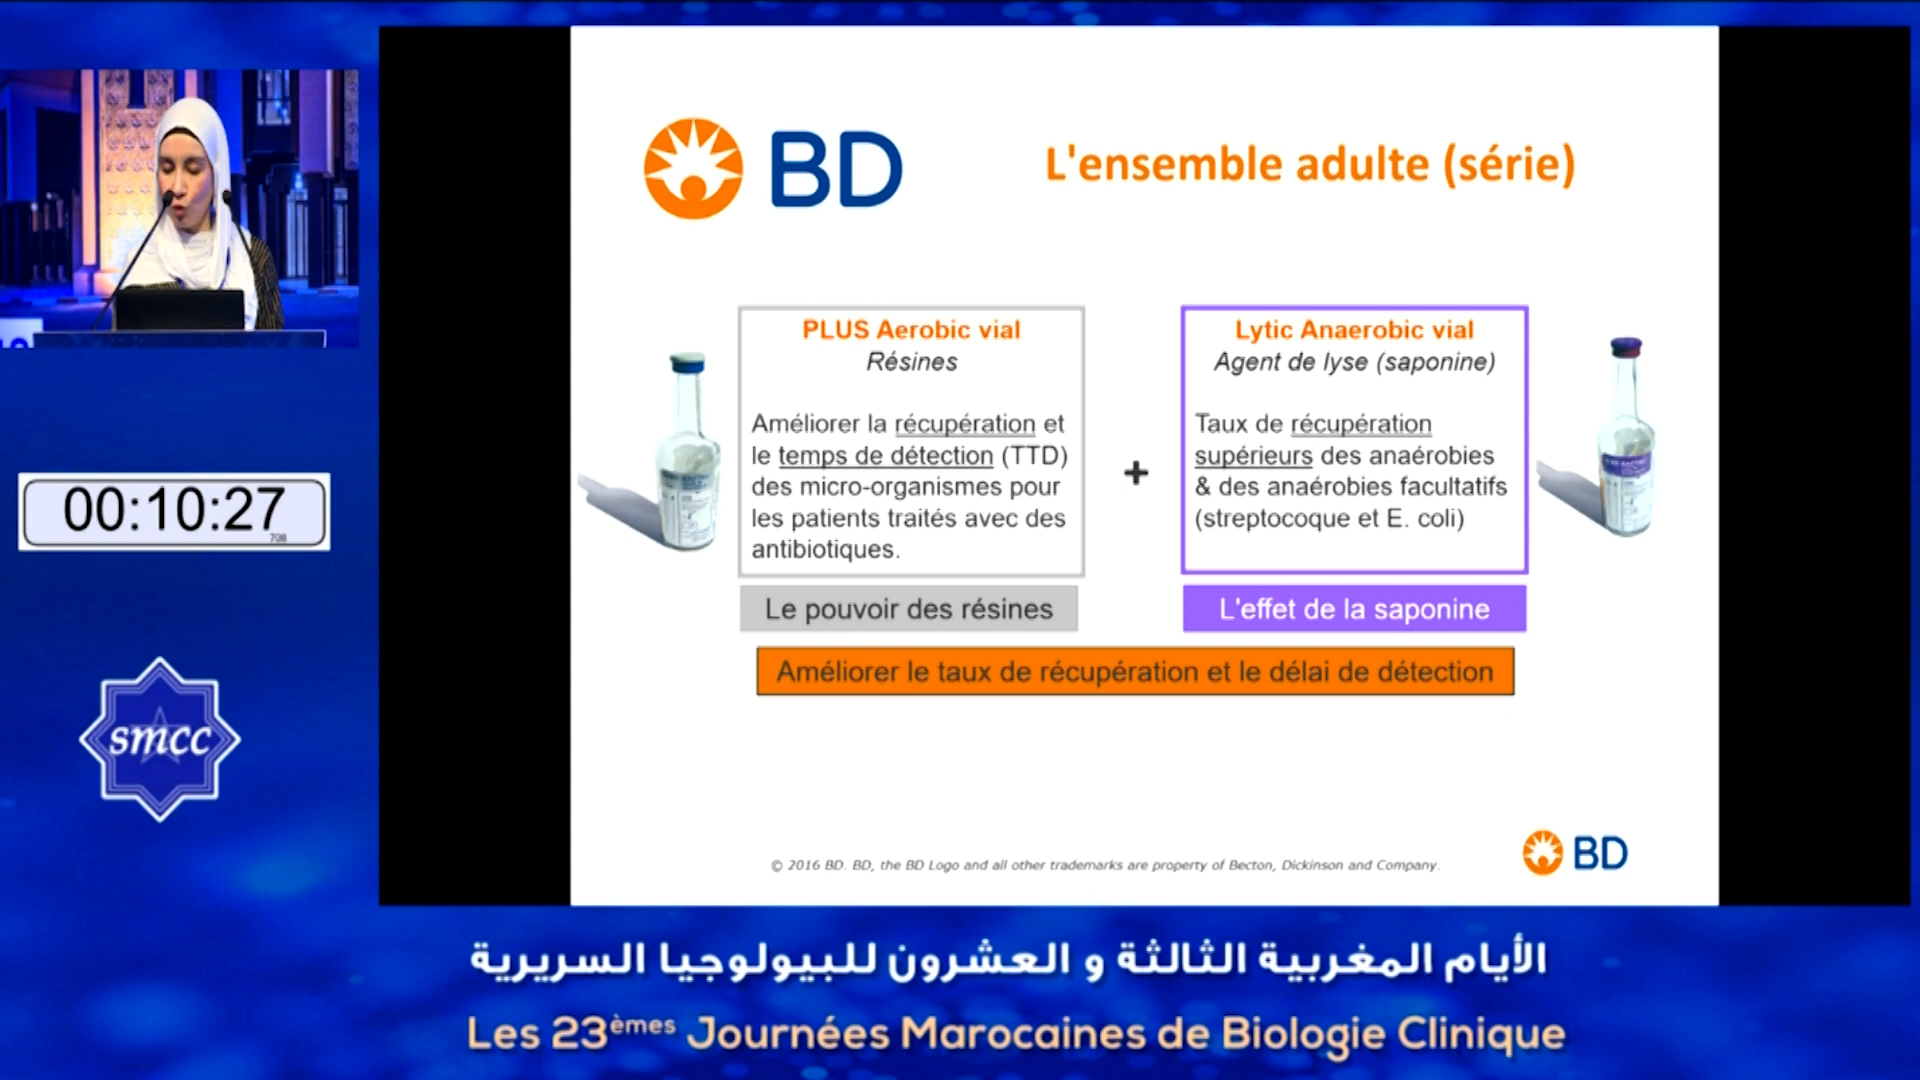 BD
L'ensemble adulte (série)
PLUS Aerobic vial
Résines
Améliorer la récupération et
le temps de détection (TTD)
des micro-organismes pour
les patients traités avec des
antibiotiques.
+
Lytic Anaerobic vial
Agent de lyse (saponine)
Taux de récupération
supérieurs des anaérobies
& des anaérobies facultatifs
(streptocoque et E. coli)
Le pouvoir des résines
L'effet de la saponine
Améliorer le taux de récupération et le délai de détection
© 2016 BD. BD, the BD Logo and all other trademarks are property of Becton, Dickinson and Company.
BD
00:10:27
708
smcc
الأيام المغربية الثالثة و العشرون للبيولوجيا السريرية
Les 23èmes Journées Marocaines de Biologie Clinique